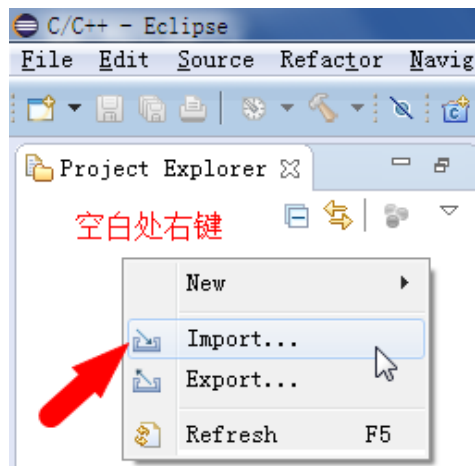 C/C++ - Eclipse
File Edit Source Refactor Navig
Project Explorer
空白处右键
New
Import...
Export...
Refresh F5